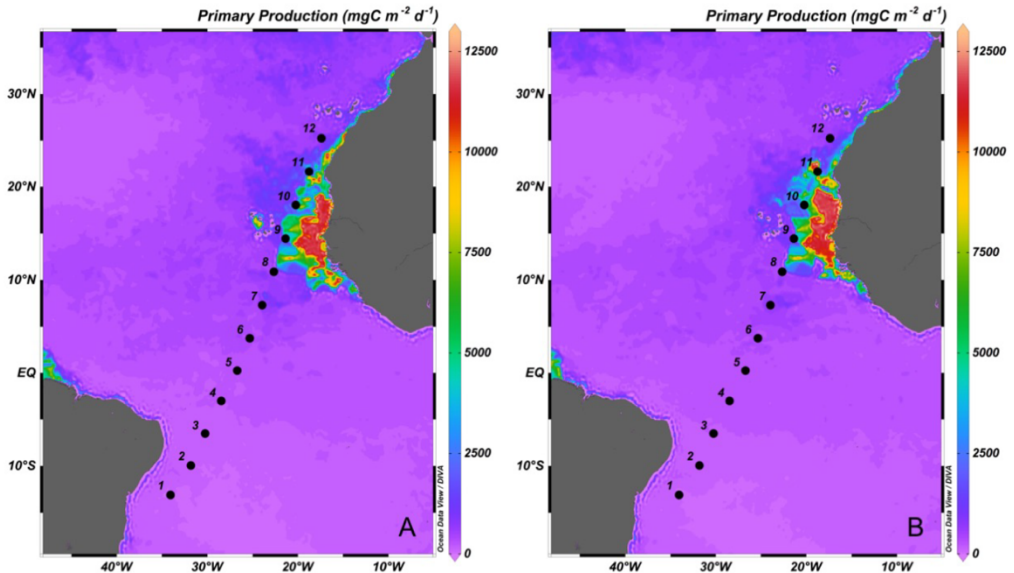 Primary Production (mgC m⁻² d⁻¹)
30°N
20°N
10°N
EQ
10°S
40°W
30°W
20°W
10°W
12
11
10
9
8
7
6
5
4
3
2
1
A
Ocean Data View / DIVA
12500
10000
7500
5000
2500
0
Primary Production (mgC m⁻² d⁻¹)
30°N
20°N
10°N
EQ
10°S
40°W
30°W
20°W
10°W
12
11
10
9
8
7
6
5
4
3
2
1
B
Ocean Data View / DIVA
12500
10000
7500
5000
2500
0